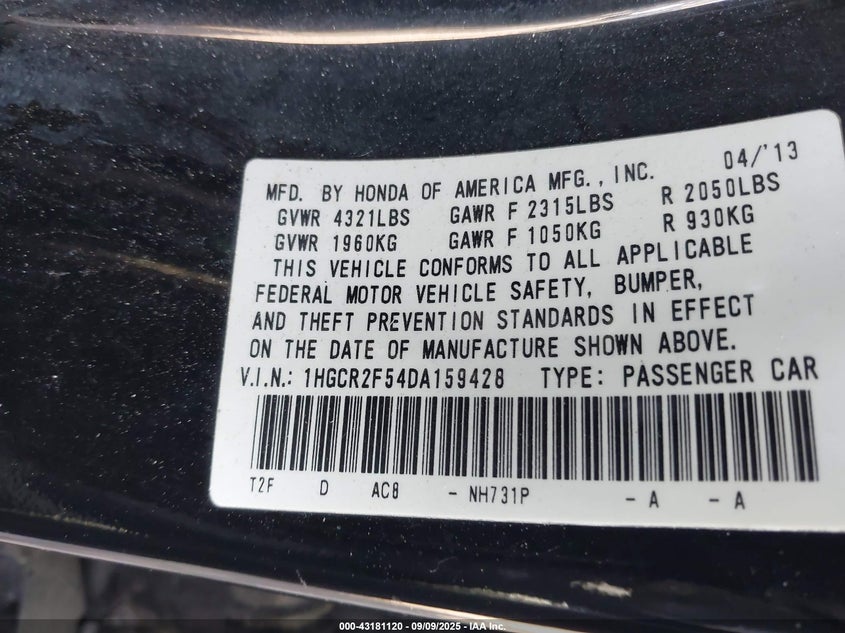 04/'13
MFD. BY HONDA OF AMERICA MFG., INC.
GVWR 4321LBS GAWR F 2315LBS R 2050LBS
GVWR 1960KG GAWR F 1050KG R 930KG
THIS VEHICLE CONFORMS TO ALL APPLICABLE
FEDERAL MOTOR VEHICLE SAFETY, BUMPER,
AND THEFT PREVENTION STANDARDS IN EFFECT
ON THE DATE OF MANUFACTURE SHOWN ABOVE.
V.I.N.: 1HGCR2F54DA159428 TYPE: PASSENGER CAR
T2F D AC8 - NH731P - A - A
000-43181120 - 09/09/2025 - IAA Inc.